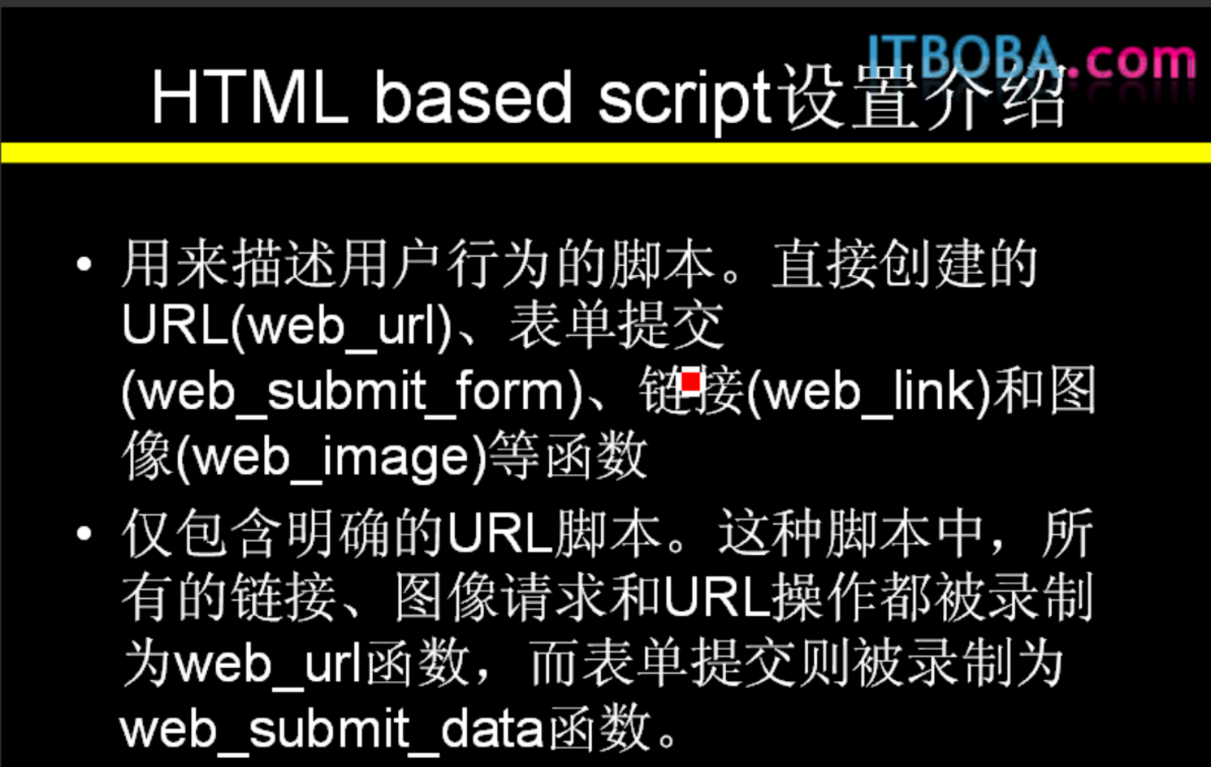 ITBOBA.com
HTML based script设置介绍
• 用来描述用户行为的脚本。直接创建的
URL(web_url)、表单提交
(web_submit_form)、链接(web_link)和图
像(web_image)等函数
• 仅包含明确的URL脚本。这种脚本中，所
有的链接、图像请求和URL操作都被录制
为web_url函数，而表单提交则被录制为
web_submit_data函数。